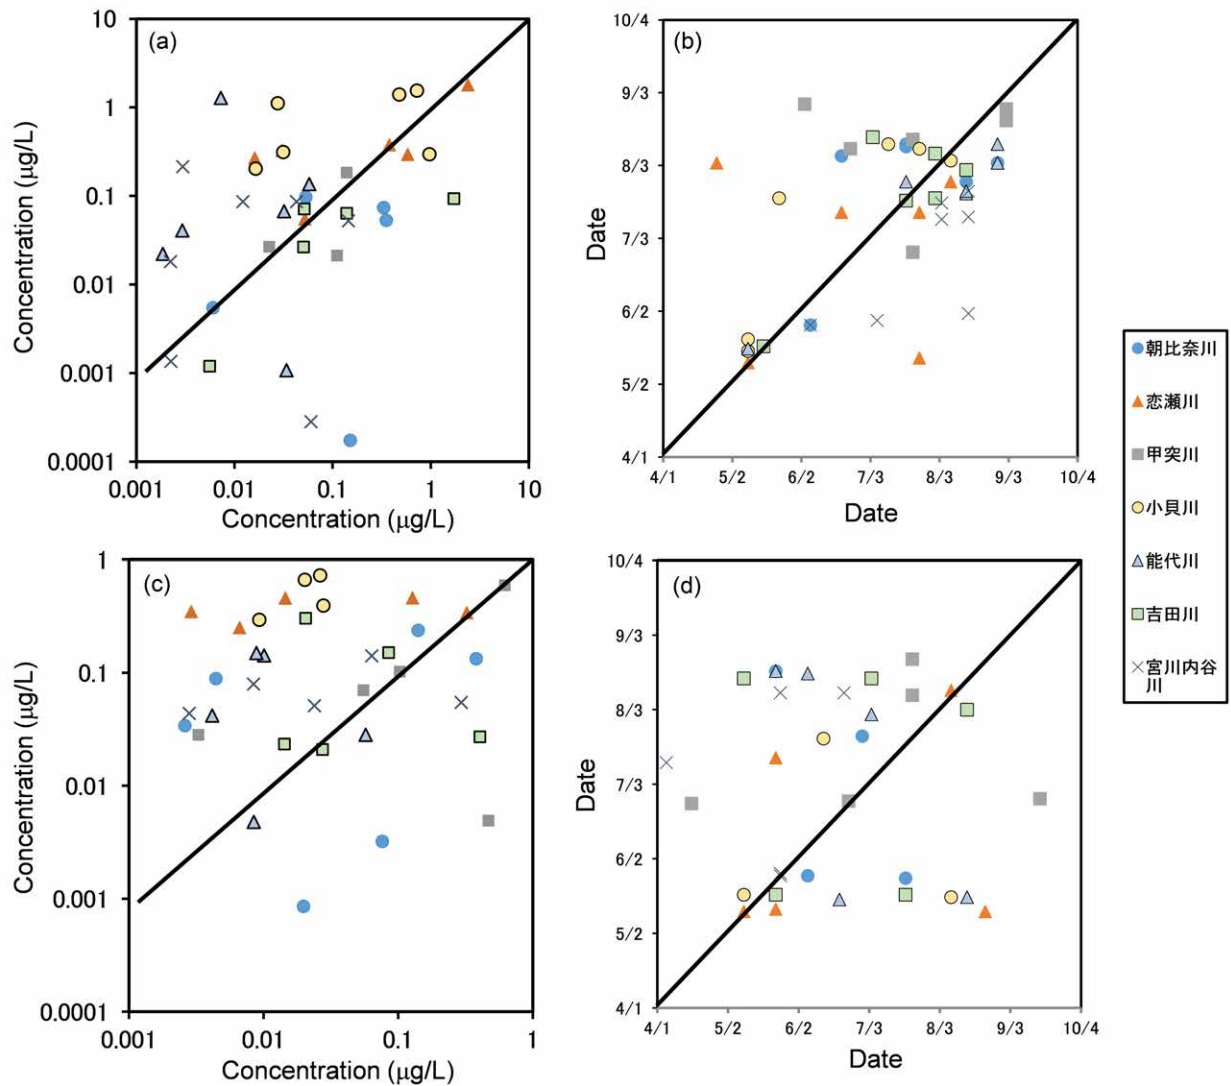 (a)
Concentration (µg/L)
10
1
0.1
0.01
0.001
0.0001
0.001
0.01
0.1
1
10
Concentration (µg/L)
(b)
Date
10/4
9/3
8/3
7/3
6/2
5/2
4/1
4/1
5/2
6/2
7/3
8/3
9/3
10/4
Date
(c)
Concentration (µg/L)
1
0.1
0.01
0.001
0.0001
0.001
0.01
0.1
1
Concentration (µg/L)
(d)
Date
10/4
9/3
8/3
7/3
6/2
5/2
4/1
4/1
5/2
6/2
7/3
8/3
9/3
10/4
Date
朝比奈川
恋瀬川
甲突川
小貝川
能代川
吉田川
宮川内谷
川